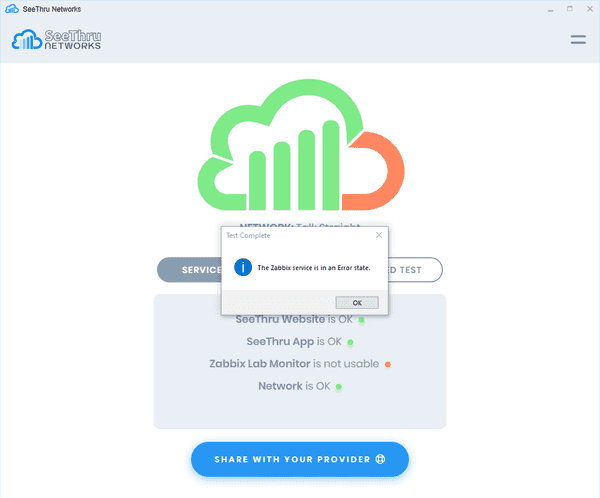 SeeThru Networks
SeeThru
NETWORKS
NETWORK: Talk Straight
Test Complete
The Zabbix service is in an Error state.
OK
SERVICE
TEST
SeeThru Website is OK
SeeThru App is OK
Zabbix Lab Monitor is not usable
Network is OK
SHARE WITH YOUR PROVIDER